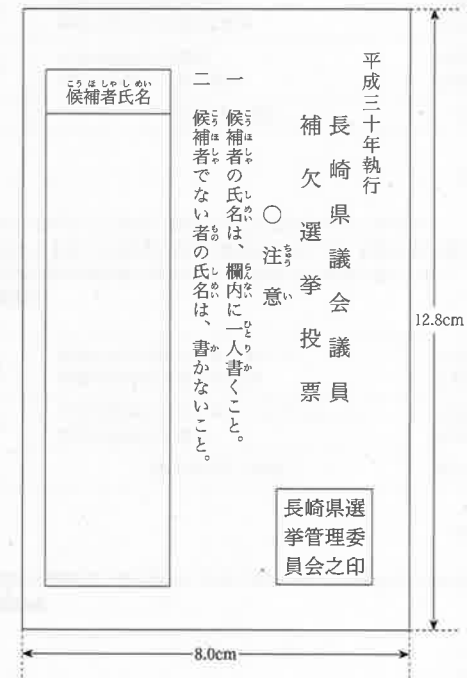 平成三十年執行
長崎県議会議員
補欠選挙投票
○注意
一 候補者の氏名は、欄内に一人書くこと。
二 候補者でない者の氏名は、書かないこと。
候補者氏名
長崎県選
挙管理委
員会之印
12.8cm
8.0cm